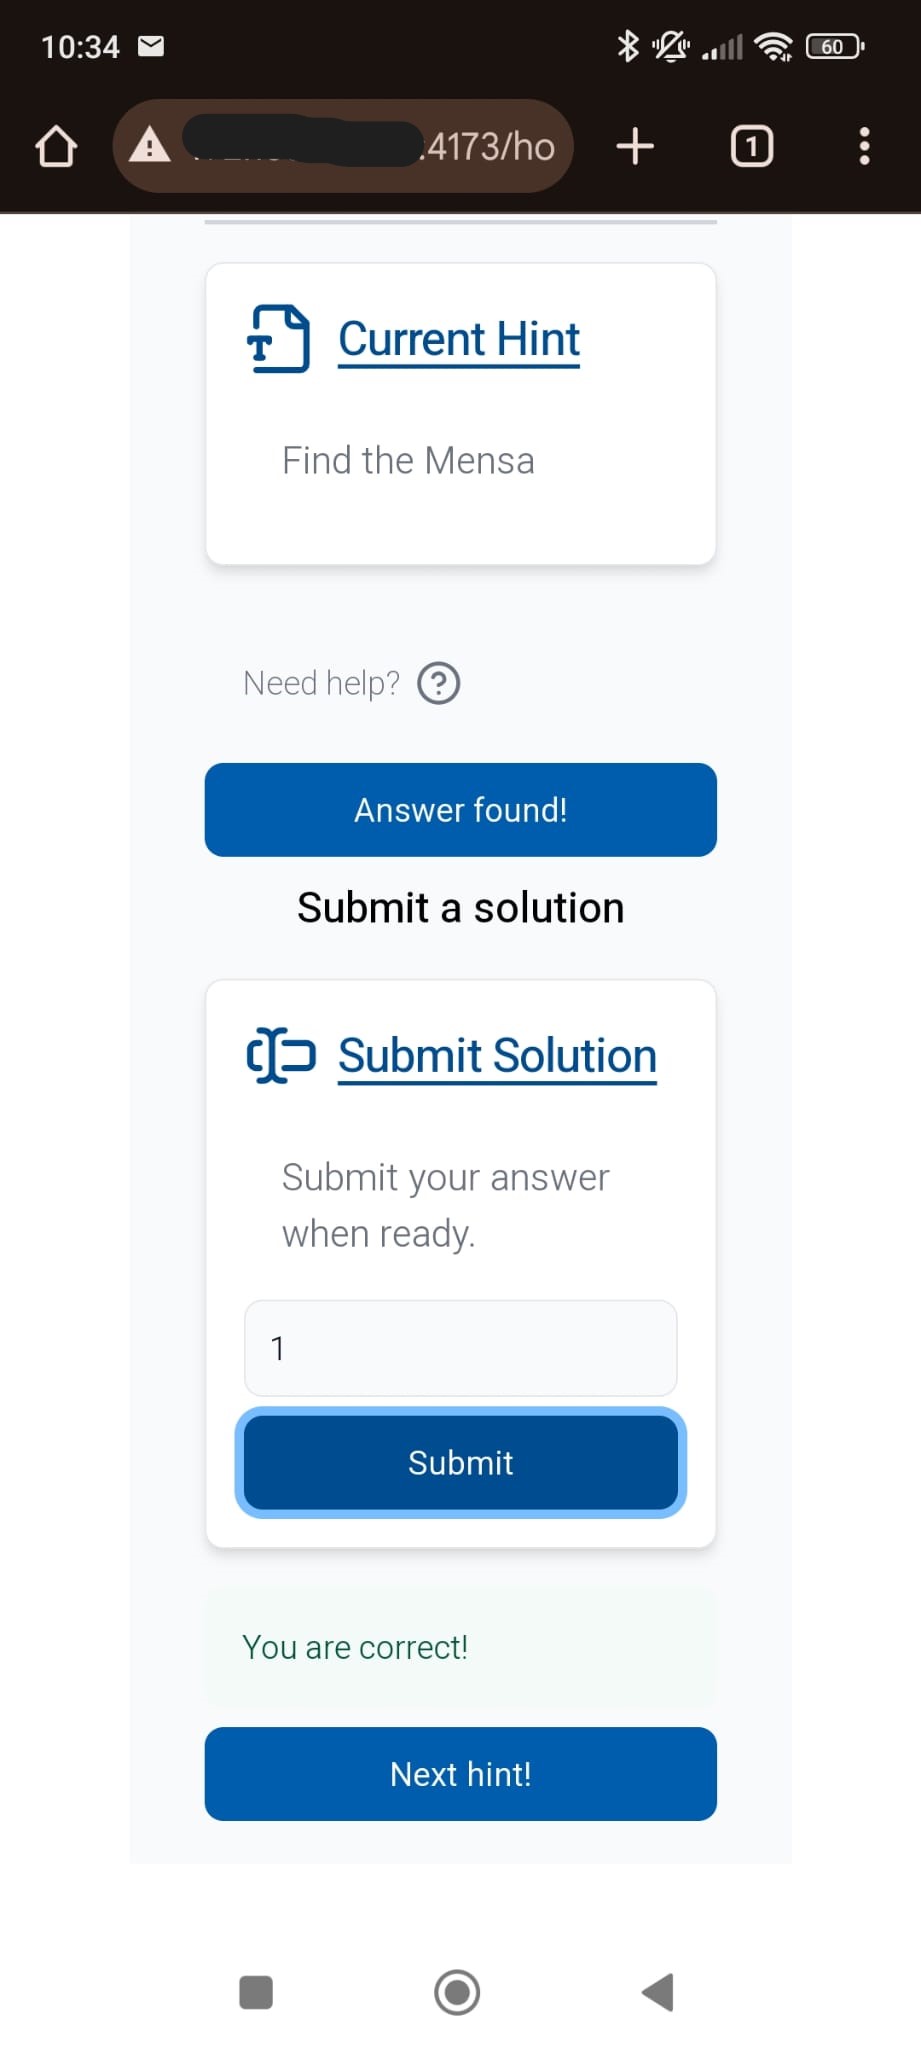 10:34
60
:4173/ho
1
Current Hint
Find the Mensa
Need help?
Answer found!
Submit a solution
Submit Solution
Submit your answer
when ready.
1
Submit
You are correct!
Next hint!